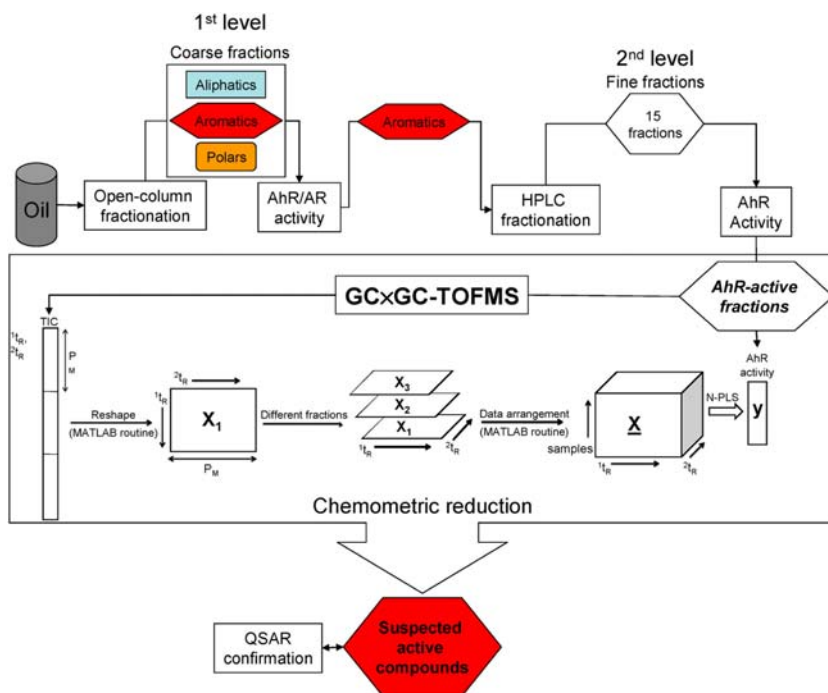 1st level
Coarse fractions
Aliphatics
Aromatics
Polars
2nd level
Fine fractions
15
fractions
Aromatics
Oil
Open-column
fractionation
AhR/AR
activity
HPLC
fractionation
AhR
Activity
GC×GC-TOFMS
AhR-active
fractions
TIC
¹tR,
²tR
PM
Reshape
(MATLAB routine)
²tR
¹tR
X1
PM
Different fractions
X3
X2
X1
¹tR
²tR
Data arrangement
(MATLAB routine)
samples
X
¹tR
²tR
N-PLS
AhR
activity
y
Chemometric reduction
QSAR
confirmation
Suspected
active
compounds